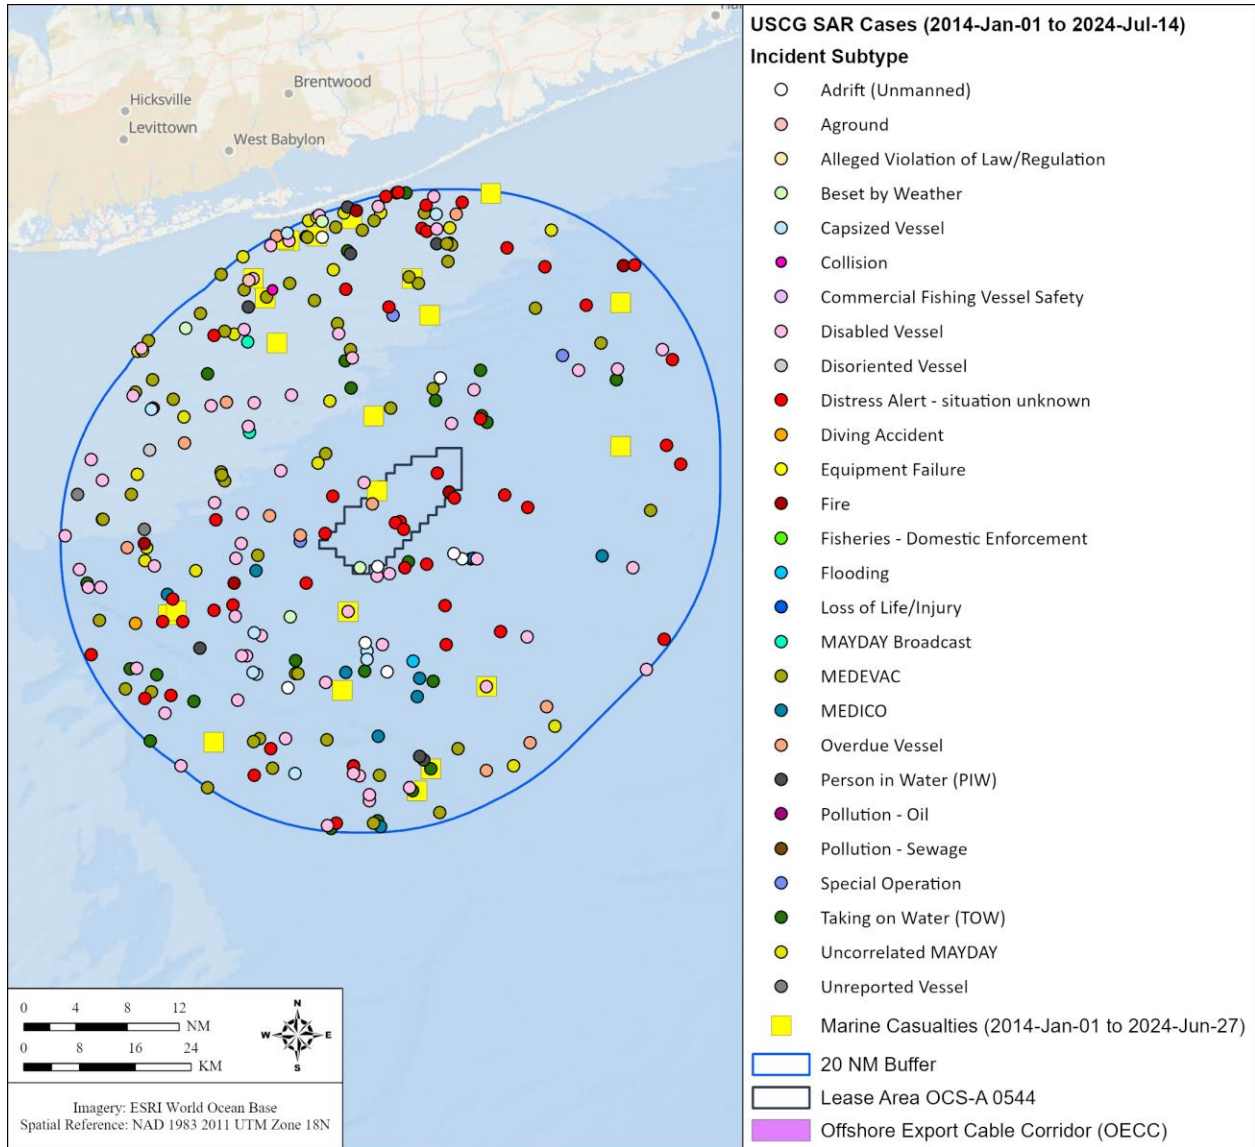 Hicksville
Levittown
Brentwood
West Babylon
0 4 8 12
NM
0 8 16 24
KM
N
W E
S
Imagery: ESRI World Ocean Base
Spatial Reference: NAD 1983 2011 UTM Zone 18N
USCG SAR Cases (2014-Jan-01 to 2024-Jul-14)
Incident Subtype
Adrift (Unmanned)
Aground
Alleged Violation of Law/Regulation
Beset by Weather
Capsized Vessel
Collision
Commercial Fishing Vessel Safety
Disabled Vessel
Disoriented Vessel
Distress Alert - situation unknown
Diving Accident
Equipment Failure
Fire
Fisheries - Domestic Enforcement
Flooding
Loss of Life/Injury
MAYDAY Broadcast
MEDEVAC
MEDICO
Overdue Vessel
Person in Water (PIW)
Pollution - Oil
Pollution - Sewage
Special Operation
Taking on Water (TOW)
Uncorrelated MAYDAY
Unreported Vessel
Marine Casualties (2014-Jan-01 to 2024-Jun-27)
20 NM Buffer
Lease Area OCS-A 0544
Offshore Export Cable Corridor (OECC)